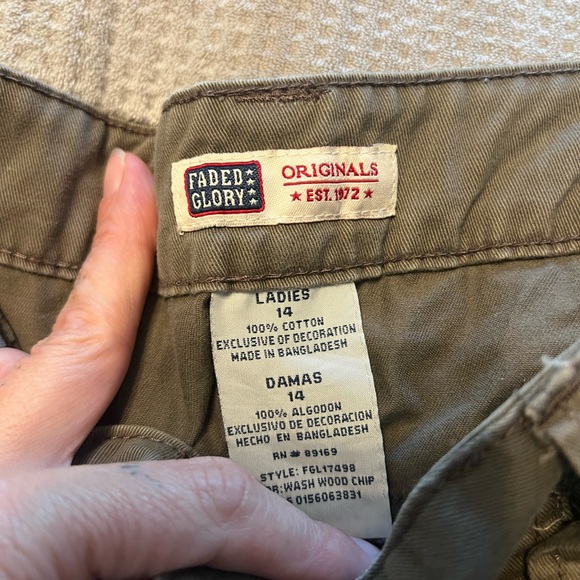 FADED
GLORY
ORIGINALS
★ EST. 1972 ★
LADIES
14
100% COTTON
EXCLUSIVE OF DECORATION
MADE IN BANGLADESH
DAMAS
14
100% ALGODON
EXCLUSIVO DE DECORACION
HECHO EN BANGLADESH
RN # 89169
STYLE: FGL17498
R:WASH WOOD CHIP
S 0156063831